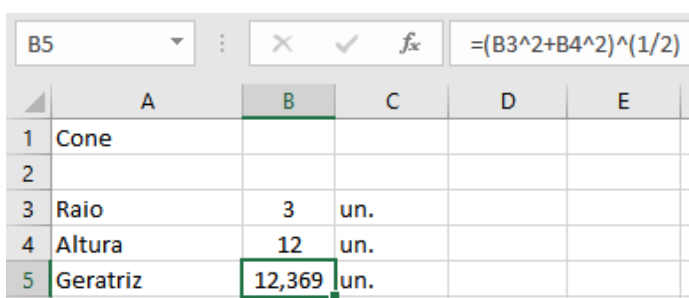 B5 fx =(B3^2+B4^2)^(1/2)
A B C D E
1 Cone
2
3 Raio 3 un.
4 Altura 12 un.
5 Geratriz 12,369 un.